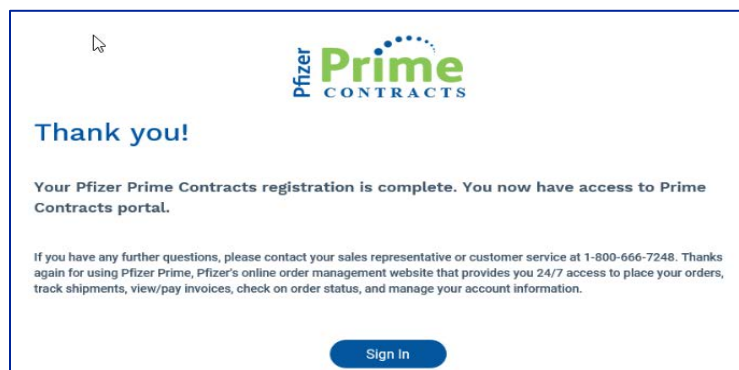 Pfizer
Prime
CONTRACTS
Thank you!
Your Pfizer Prime Contracts registration is complete. You now have access to Prime
Contracts portal.
If you have any further questions, please contact your sales representative or customer service at 1-800-666-7248. Thanks
again for using Pfizer Prime, Pfizer's online order management website that provides you 24/7 access to place your orders,
track shipments, view/pay invoices, check on order status, and manage your account information.
Sign In